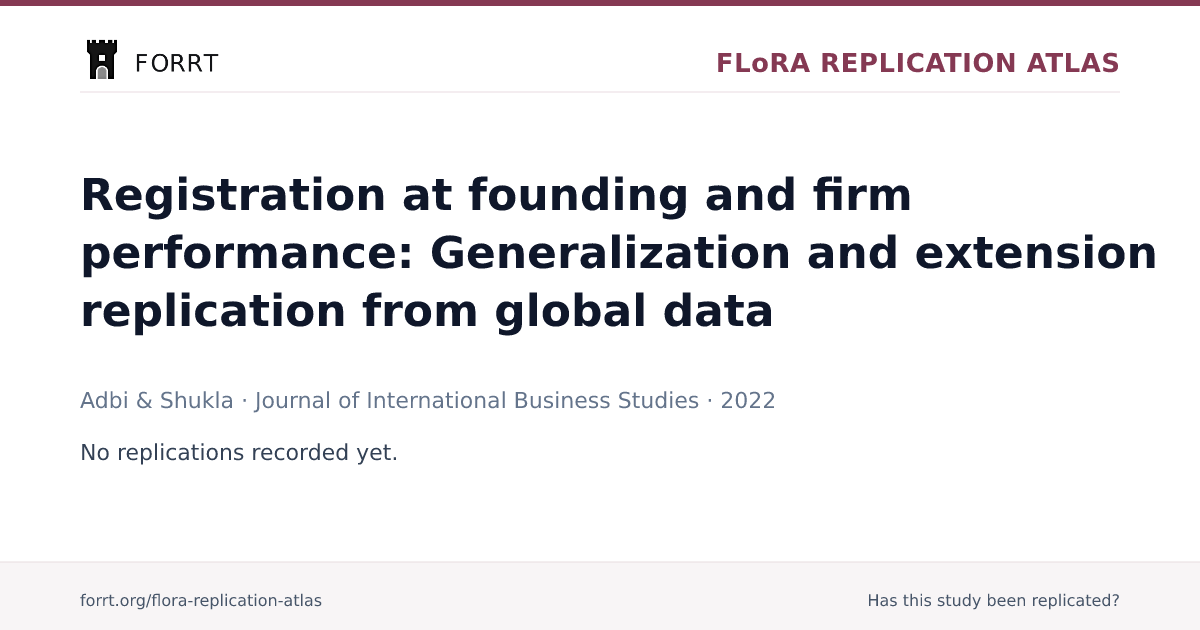 FORRT
FLoRA REPLICATION ATLAS
Registration at founding and firm
performance: Generalization and extension
replication from global data
Adbi & Shukla · Journal of International Business Studies · 2022
No replications recorded yet.
forrt.org/flora-replication-atlas
Has this study been replicated?